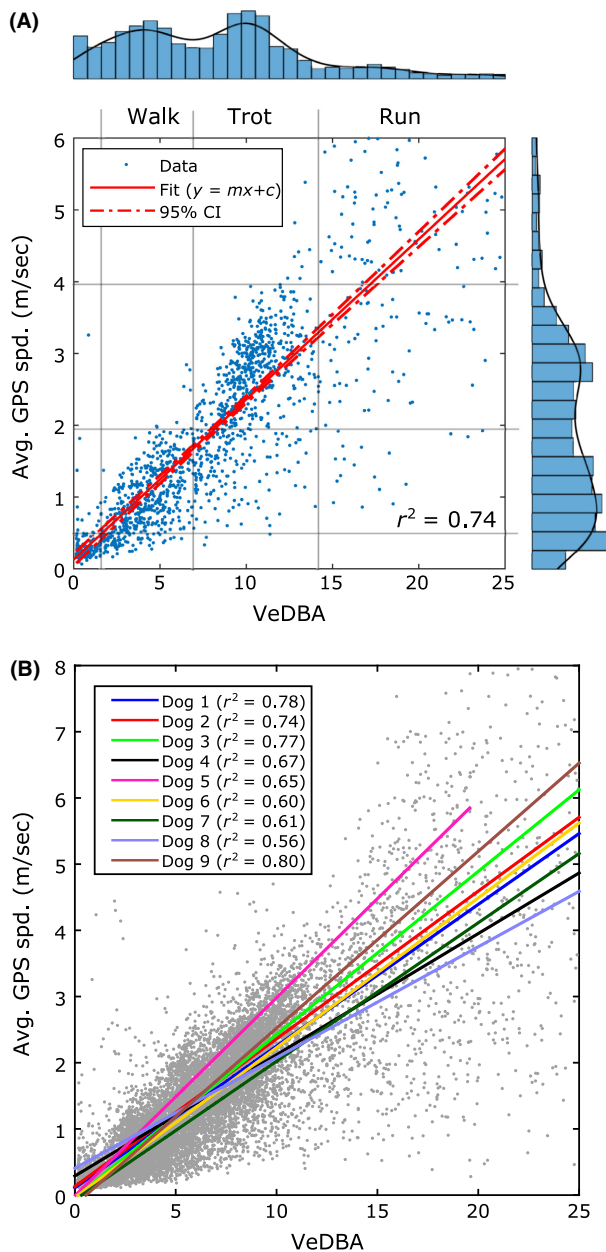 (A)
Walk Trot Run
6
5
4
3
2
1
0
Avg. GPS spd. (m/sec)
Data
Fit (y = mx+c)
95% CI
r² = 0.74
0 5 10 15 20 25
VeDBA
(B)
8
7
6
5
4
3
2
1
0
Avg. GPS spd. (m/sec)
Dog 1 (r² = 0.78)
Dog 2 (r² = 0.74)
Dog 3 (r² = 0.77)
Dog 4 (r² = 0.67)
Dog 5 (r² = 0.65)
Dog 6 (r² = 0.60)
Dog 7 (r² = 0.61)
Dog 8 (r² = 0.56)
Dog 9 (r² = 0.80)
0 5 10 15 20 25
VeDBA